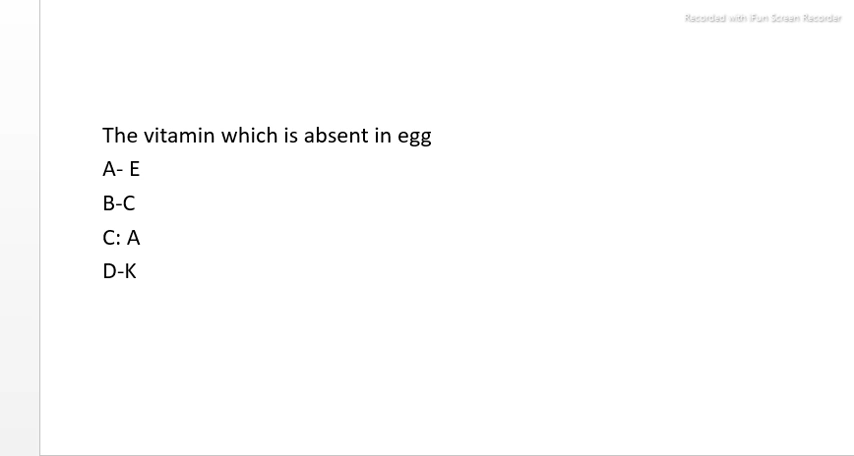 Recorded with iFun Screen Recorder
The vitamin which is absent in egg
A- E
B-C
C: A
D-K